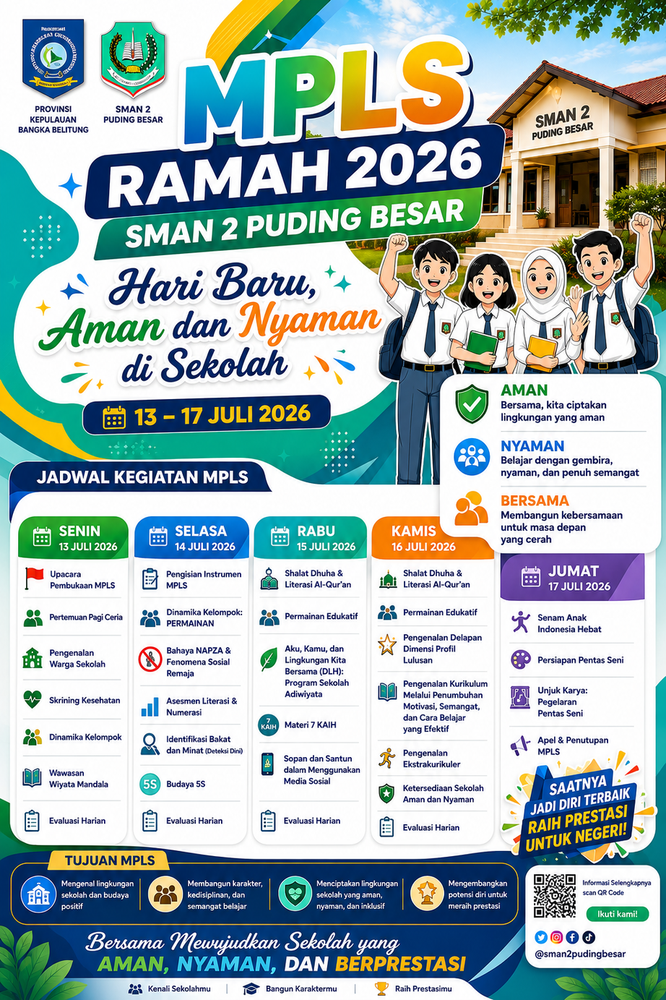 PROVINSI
KEPULAUAN
BANGKA BELITUNG
SMAN 2
PUDING BESAR
MPLS
RAMAH 2026
SMAN 2 PUDING BESAR
SMAN 2
PUDING BESAR
Hari Baru,
Aman dan Nyaman
di Sekolah
13 – 17 JULI 2026
AMAN
Bersama, kita ciptakan
lingkungan yang aman
NYAMAN
Belajar dengan gembira,
nyaman, dan penuh semangat
BERSAMA
Membangun kebersamaan
untuk masa depan
yang cerah
JADWAL KEGIATAN MPLS
SENIN
13 JULI 2026
Upacara
Pembukaan MPLS
Pertemuan Pagi Ceria
Pengenalan
Warga Sekolah
Skrining Kesehatan
Dinamika Kelompok
Wawasan
Wiyata Mandala
Evaluasi Harian
SELASA
14 JULI 2026
Pengisian Instrumen
MPLS
Dinamika Kelompok:
PERMAINAN
Bahaya NAPZA &
Fenomena Sosial
Remaja
Asesmen Literasi &
Numerasi
Identifikasi Bakat
dan Minat (Deteksi Dini)
5S
Budaya 5S
Evaluasi Harian
RABU
15 JULI 2026
Shalat Dhuha &
Literasi Al-Qur'an
Permainan Edukatif
Aku, Kamu, dan
Lingkungan Kita
Bersama (DLH):
Program Sekolah
Adiwiyata
7
KAIH
Materi 7 KAIH
Sopan dan Santun
dalam Menggunakan
Media Sosial
Evaluasi Harian
KAMIS
16 JULI 2026
Shalat Dhuha &
Literasi Al-Qur'an
Permainan Edukatif
Pengenalan Delapan
Dimensi Profil
Lulusan
Pengenalan Kurikulum
Melalui Penumbuhan
Motivasi, Semangat,
dan Cara Belajar
yang Efektif
Pengenalan
Ekstrakurikuler
Ketersediaan Sekolah
Aman dan Nyaman
Evaluasi Harian
JUMAT
17 JULI 2026
Senam Anak
Indonesia Hebat
Persiapan Pentas Seni
Unjuk Karya:
Pegelaran
Pentas Seni
Apel & Penutupan
MPLS
SAATNYA
JADI DIRI TERBAIK
RAIH PRESTASI
UNTUK NEGERI!
TUJUAN MPLS
Mengenal lingkungan
sekolah dan budaya
positif
Membangun karakter,
kedisiplinan, dan
semangat belajar
Menciptakan lingkungan
sekolah yang aman,
nyaman, dan inklusif
Mengembangkan
potensi diri untuk
meraih prestasi
Informasi Selengkapnya
scan QR Code
Ikuti kami!
@sman2pudingbesar
Bersama Mewujudkan Sekolah yang
AMAN, NYAMAN, DAN BERPRESTASI
Kenali Sekolahmu
Bangun Karaktermu
Raih Prestasimu